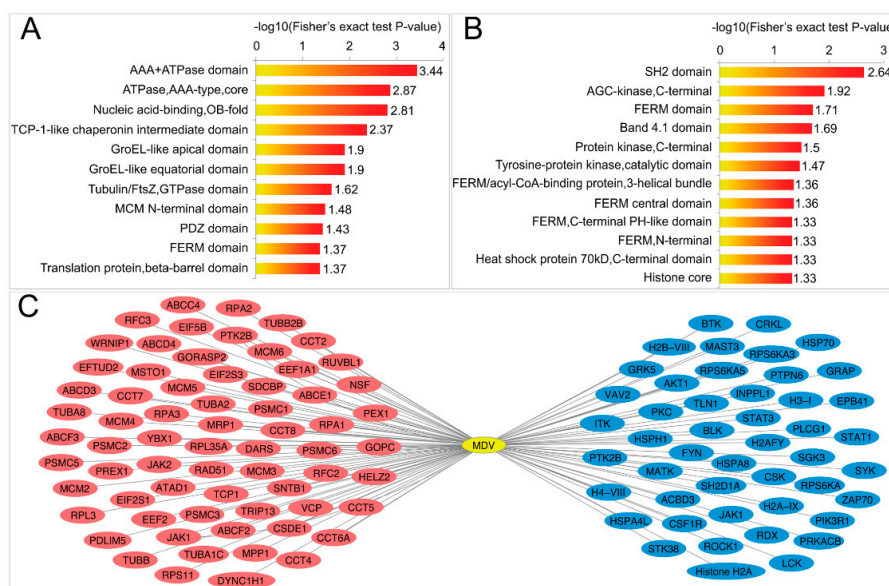 A
-log10(Fisher's exact test P-value)
0 1 2 3 4
AAA+ATPase domain 3.44
ATPase,AAA-type,core 2.87
Nucleic acid-binding,OB-fold 2.81
TCP-1-like chaperonin intermediate domain 2.37
GroEL-like apical domain 1.9
GroEL-like equatorial domain 1.9
Tubulin/FtsZ,GTPase domain 1.62
MCM N-terminal domain 1.48
PDZ domain 1.43
FERM domain 1.37
Translation protein,beta-barrel domain 1.37
B
-log10(Fisher's exact test P-value)
0 1 2 3
SH2 domain 2.64
AGC-kinase,C-terminal 1.92
FERM domain 1.71
Band 4.1 domain 1.69
Protein kinase,C-terminal 1.5
Tyrosine-protein kinase,catalytic domain 1.47
FERM/acyl-CoA-binding protein,3-helical bundle 1.36
FERM central domain 1.36
FERM,C-terminal PH-like domain 1.33
FERM,N-terminal 1.33
Heat shock protein 70kD,C-terminal domain 1.33
Histone core 1.33
C
ABCC4
RPA2
RFC3
EIF5B
TUBB2B
PTK2B
CCT2
WRNIP1
ABCD4
MCM6
RUVBL1
GORASP2
EEF1A1
EFTUD2
MSTO1
EIF2S3
SDCBP
NSF
ABCD3
CCT7
MCM5
ABCE1
TUBA2
PSMC1
PEX1
TUBA8
RPA3
MCM4
MRP1
CCT8
RPA1
ABCF3
YBX1
PSMC2
RPL35A
DARS
PSMC6
GOPC
PSMC5
PREX1
JAK2
RAD51
MCM3
RFC2
HELZ2
MCM2
ATAD1
SNTB1
EIF2S1
TCP1
RPL3
PSMC3
TRIP13
VCP
CCT5
EEF2
PDLIM5
JAK1
ABCF2
CSDE1
CCT6A
TUBB
TUBA1C
MPP1
CCT4
RPS11
DYNC1H1
MDV
BTK
CRKL
H2B-VIII
MAST3
HSP70
RPS6KA3
GRK5
RPS6KA5
PTPN6
GRAP
VAV2
AKT1
INPPL1
TLN1
H3-I
EPB41
PKC
ITK
STAT3
BLK
PLCG1
HSPH1
H2AFY
STAT1
PTK2B
FYN
SGK3
HSPA8
MATK
CSK
SYK
SH2D1A
RPS6KA
H4-VIII
ACBD3
H2A-IX
ZAP70
HSPA4L
JAK1
CSF1R
PIK3R1
RDX
STK38
ROCK1
PRKACB
LCK
Histone H2A